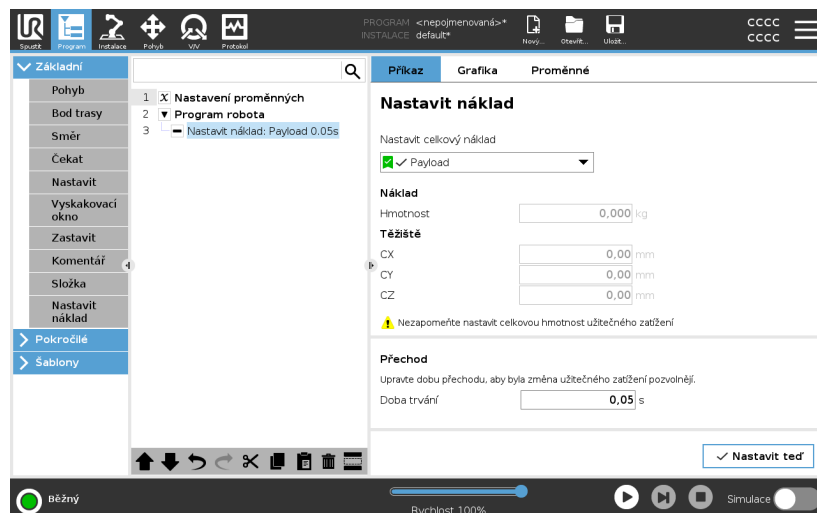 PROGRAM <nepojmenovaná>*
INSTALACE default*
Spustit Program Instalace Pohyb V/V Protokol
Nový... Otevřít... Uložit...
CCCC
CCCC
Základní
Pohyb
Bod trasy
Směr
Čekat
Nastavit
Vyskakovací
okno
Zastavit
Komentář
Složka
Nastavit
náklad
Pokročilé
Šablony
1 X Nastavení proměnných
2 Program robota
3 Nastavit náklad: Payload 0.05s
Příkaz Grafika Proměnné
Nastavit náklad
Nastavit celkový náklad
Payload
Náklad
Hmotnost 0,000 kg
Těžiště
CX 0,00 mm
CY 0,00 mm
CZ 0,00 mm
Nezapomeňte nastavit celkovou hmotnost užitečného zatížení
Přechod
Upravte dobu přechodu, aby byla změna užitečného zatížení pozvolnějí.
Doba trvání 0,05 s
Nastavit teď
Běžný
Rychlost 100%
Simulace